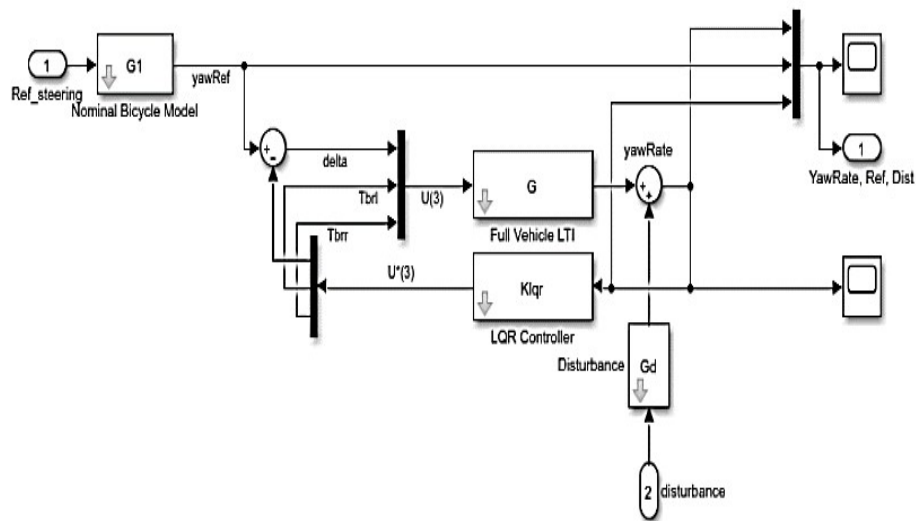 1
Ref_steering
G1
Nominal Bicycle Model
yawRef
+
-
delta
Tbrl
Tbrr
U(3)
G
Full Vehicle LTI
yawRate
+
+
1
YawRate, Ref, Dist
U*(3)
Klqr
LQR Controller
Disturbance
Gd
2
disturbance